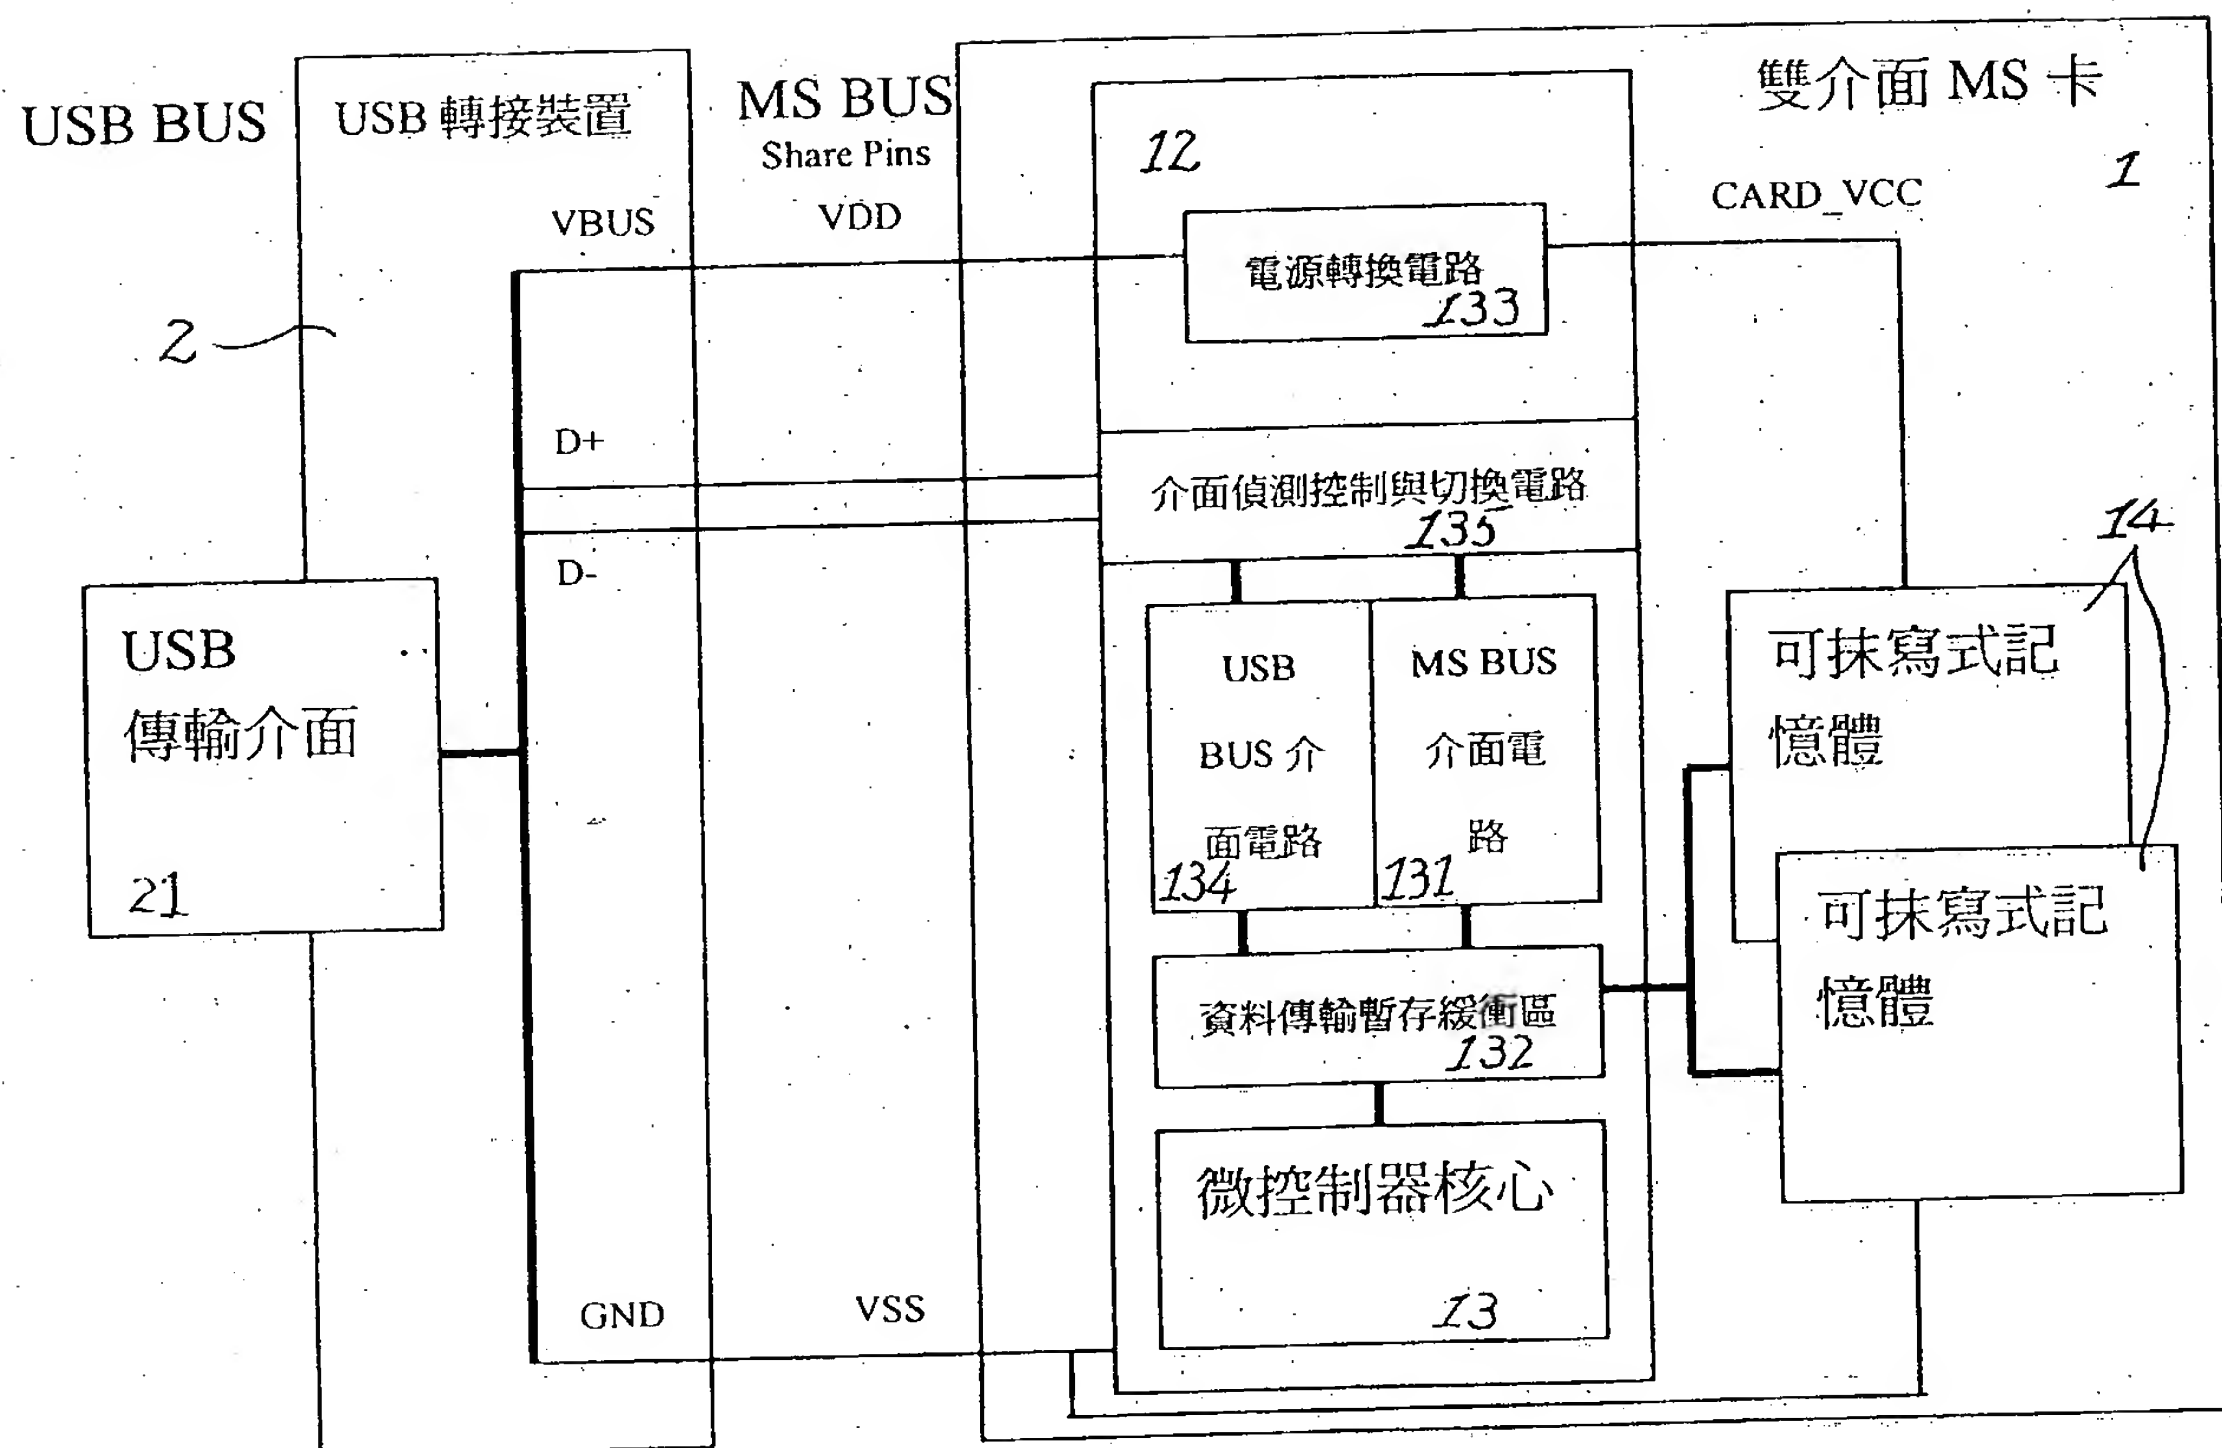 USB BUS
USB 轉接裝置
MS BUS
Share Pins
雙介面 MS 卡
1
12
VBUS
VDD
CARD_VCC
電源轉換電路
133
2
D+
介面偵測控制與切換電路
135
14
D-
USB
傳輸介面
21
USB
BUS 介
面電路
134
MS BUS
介面電
路
131
可抹寫式記
憶體
可抹寫式記
憶體
資料傳輸暫存緩衝區
132
微控制器核心
13
GND
VSS